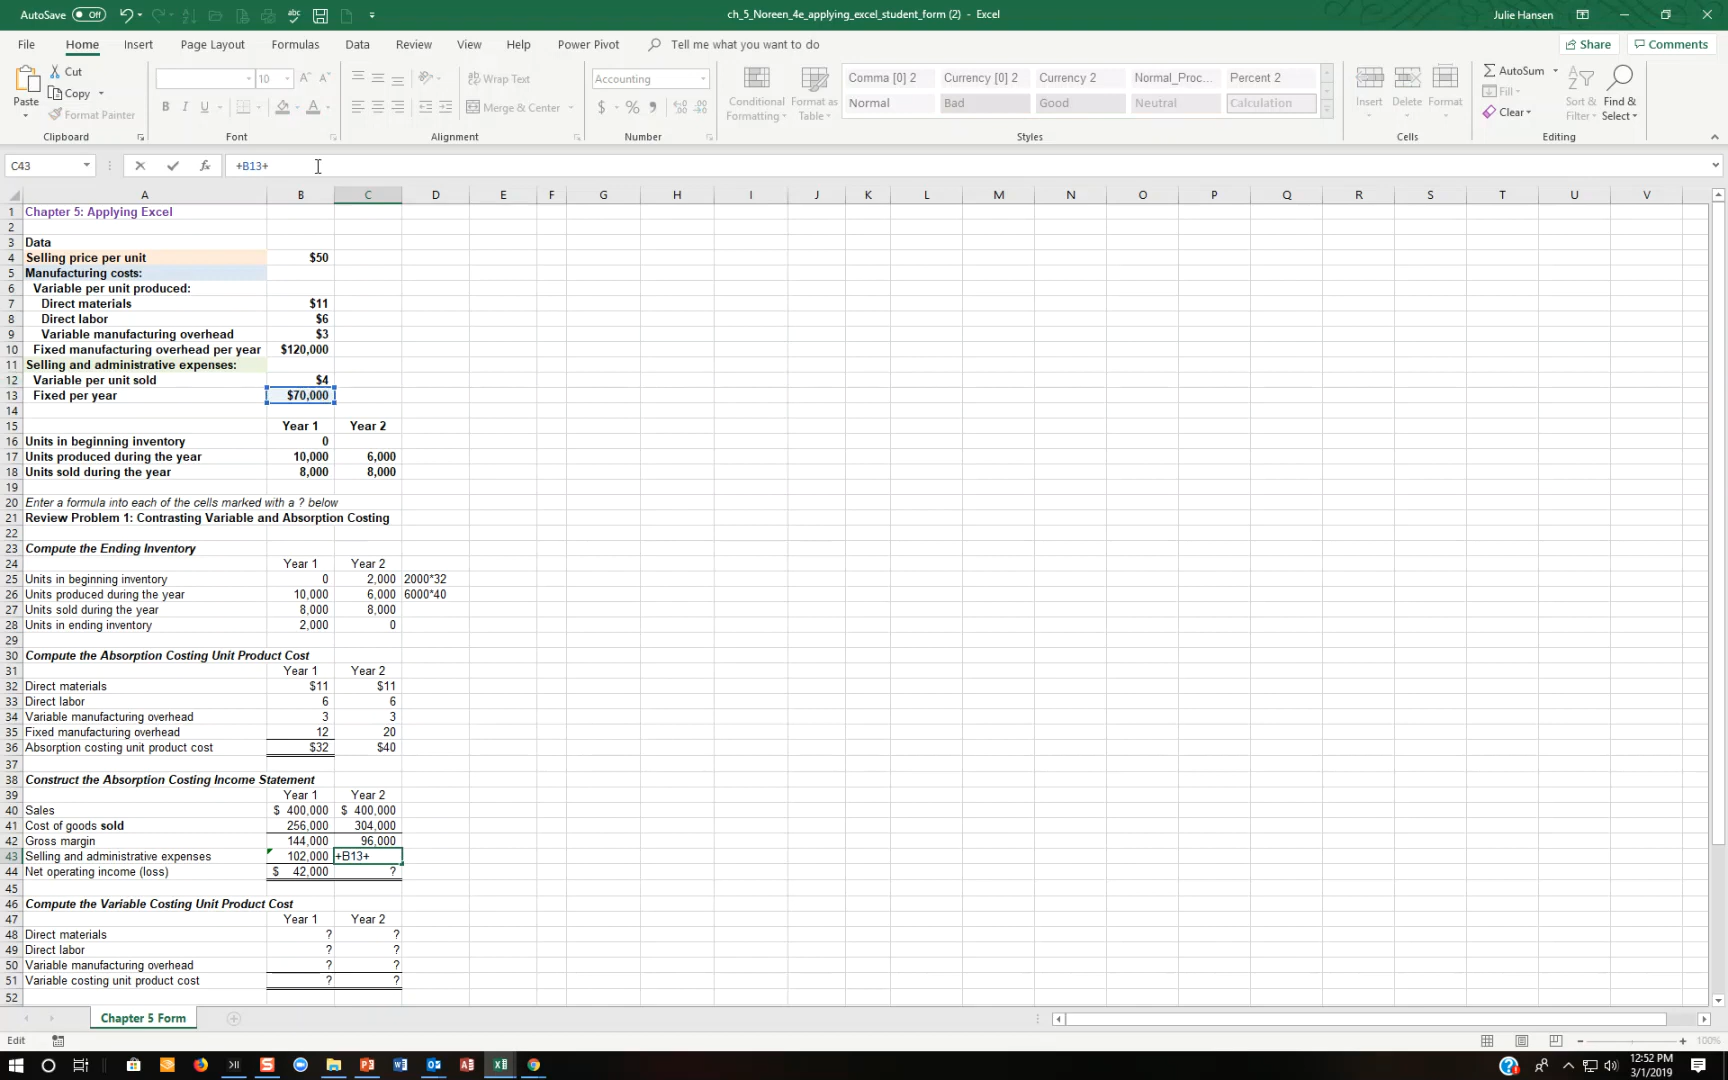 AutoSave Off ch_5_Noreen_4e_applying_excel_student_form (2) - Excel Julie Hansen
File Home Insert Page Layout Formulas Data Review View Help Power Pivot Tell me what you want to do Share Comments
Paste Cut Copy Format Painter
10 A A B I U A
Wrap Text Merge & Center
Accounting $ % ,
Conditional Formatting Format as Table
Comma [0] 2 Currency [0] 2 Currency 2 Normal_Proc... Percent 2
Normal Bad Good Neutral Calculation
Insert Delete Format
AutoSum Fill Clear Sort & Filter Find & Select
Clipboard Font Alignment Number Styles Cells Editing
C43 fx +B13+
A B C D E F G H I J K L M N O P Q R S T U V
1 Chapter 5: Applying Excel
2
3 Data
4 Selling price per unit $50
5 Manufacturing costs:
6 Variable per unit produced:
7 Direct materials $11
8 Direct labor $6
9 Variable manufacturing overhead $3
10 Fixed manufacturing overhead per year $120,000
11 Selling and administrative expenses:
12 Variable per unit sold $4
13 Fixed per year $70,000
14
15 Year 1 Year 2
16 Units in beginning inventory 0
17 Units produced during the year 10,000 6,000
18 Units sold during the year 8,000 8,000
19
20 Enter a formula into each of the cells marked with a ? below
21 Review Problem 1: Contrasting Variable and Absorption Costing
22
23 Compute the Ending Inventory
24 Year 1 Year 2
25 Units in beginning inventory 0 2,000 2000*32
26 Units produced during the year 10,000 6,000 6000*40
27 Units sold during the year 8,000 8,000
28 Units in ending inventory 2,000 0
29
30 Compute the Absorption Costing Unit Product Cost
31 Year 1 Year 2
32 Direct materials $11 $11
33 Direct labor 6 6
34 Variable manufacturing overhead 3 3
35 Fixed manufacturing overhead 12 20
36 Absorption costing unit product cost $32 $40
37
38 Construct the Absorption Costing Income Statement
39 Year 1 Year 2
40 Sales $ 400,000 $ 400,000
41 Cost of goods sold 256,000 304,000
42 Gross margin 144,000 96,000
43 Selling and administrative expenses 102,000 +B13+
44 Net operating income (loss) $ 42,000 ?
45
46 Compute the Variable Costing Unit Product Cost
47 Year 1 Year 2
48 Direct materials ? ?
49 Direct labor ? ?
50 Variable manufacturing overhead ? ?
51 Variable costing unit product cost ? ?
52
Chapter 5 Form
Edit 100%
12:52 PM
3/1/2019